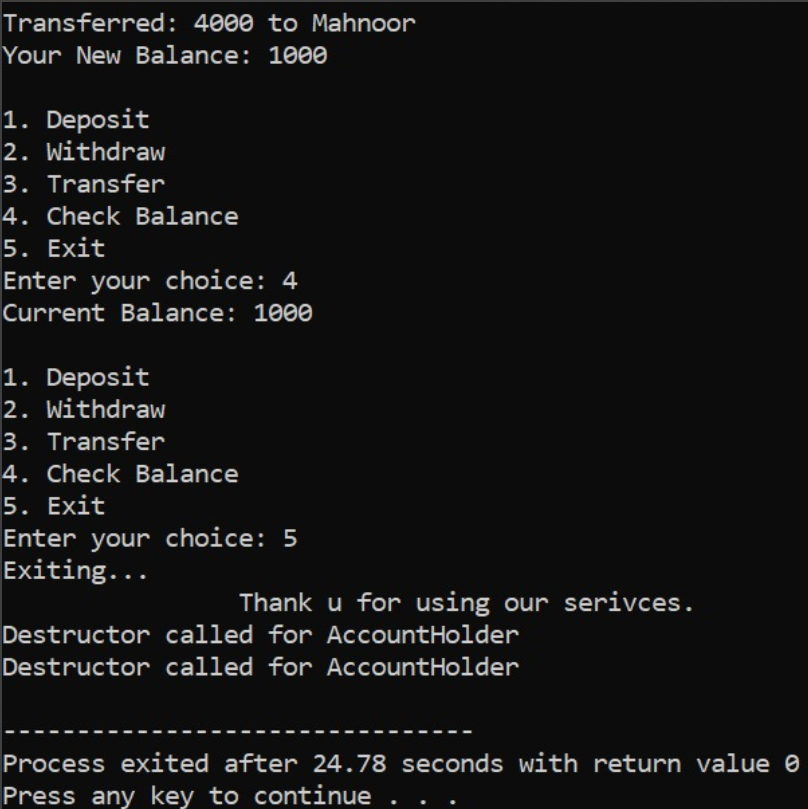 Transferred: 4000 to Mahnoor
Your New Balance: 1000
1. Deposit
2. Withdraw
3. Transfer
4. Check Balance
5. Exit
Enter your choice: 4
Current Balance: 1000
1. Deposit
2. Withdraw
3. Transfer
4. Check Balance
5. Exit
Enter your choice: 5
Exiting...
Thank u for using our serivces.
Destructor called for AccountHolder
Destructor called for AccountHolder
--------------------------------
Process exited after 24.78 seconds with return value 0
Press any key to continue . . .